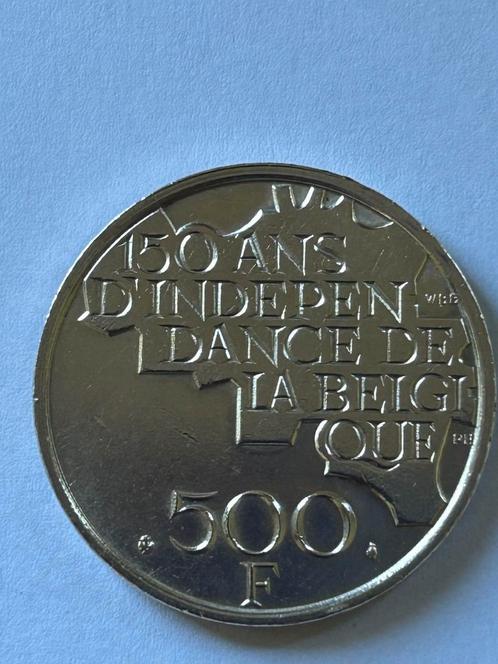 150 ANS
D'INDEPEN
DANCE DE
LA BELGI
QUE
500
F